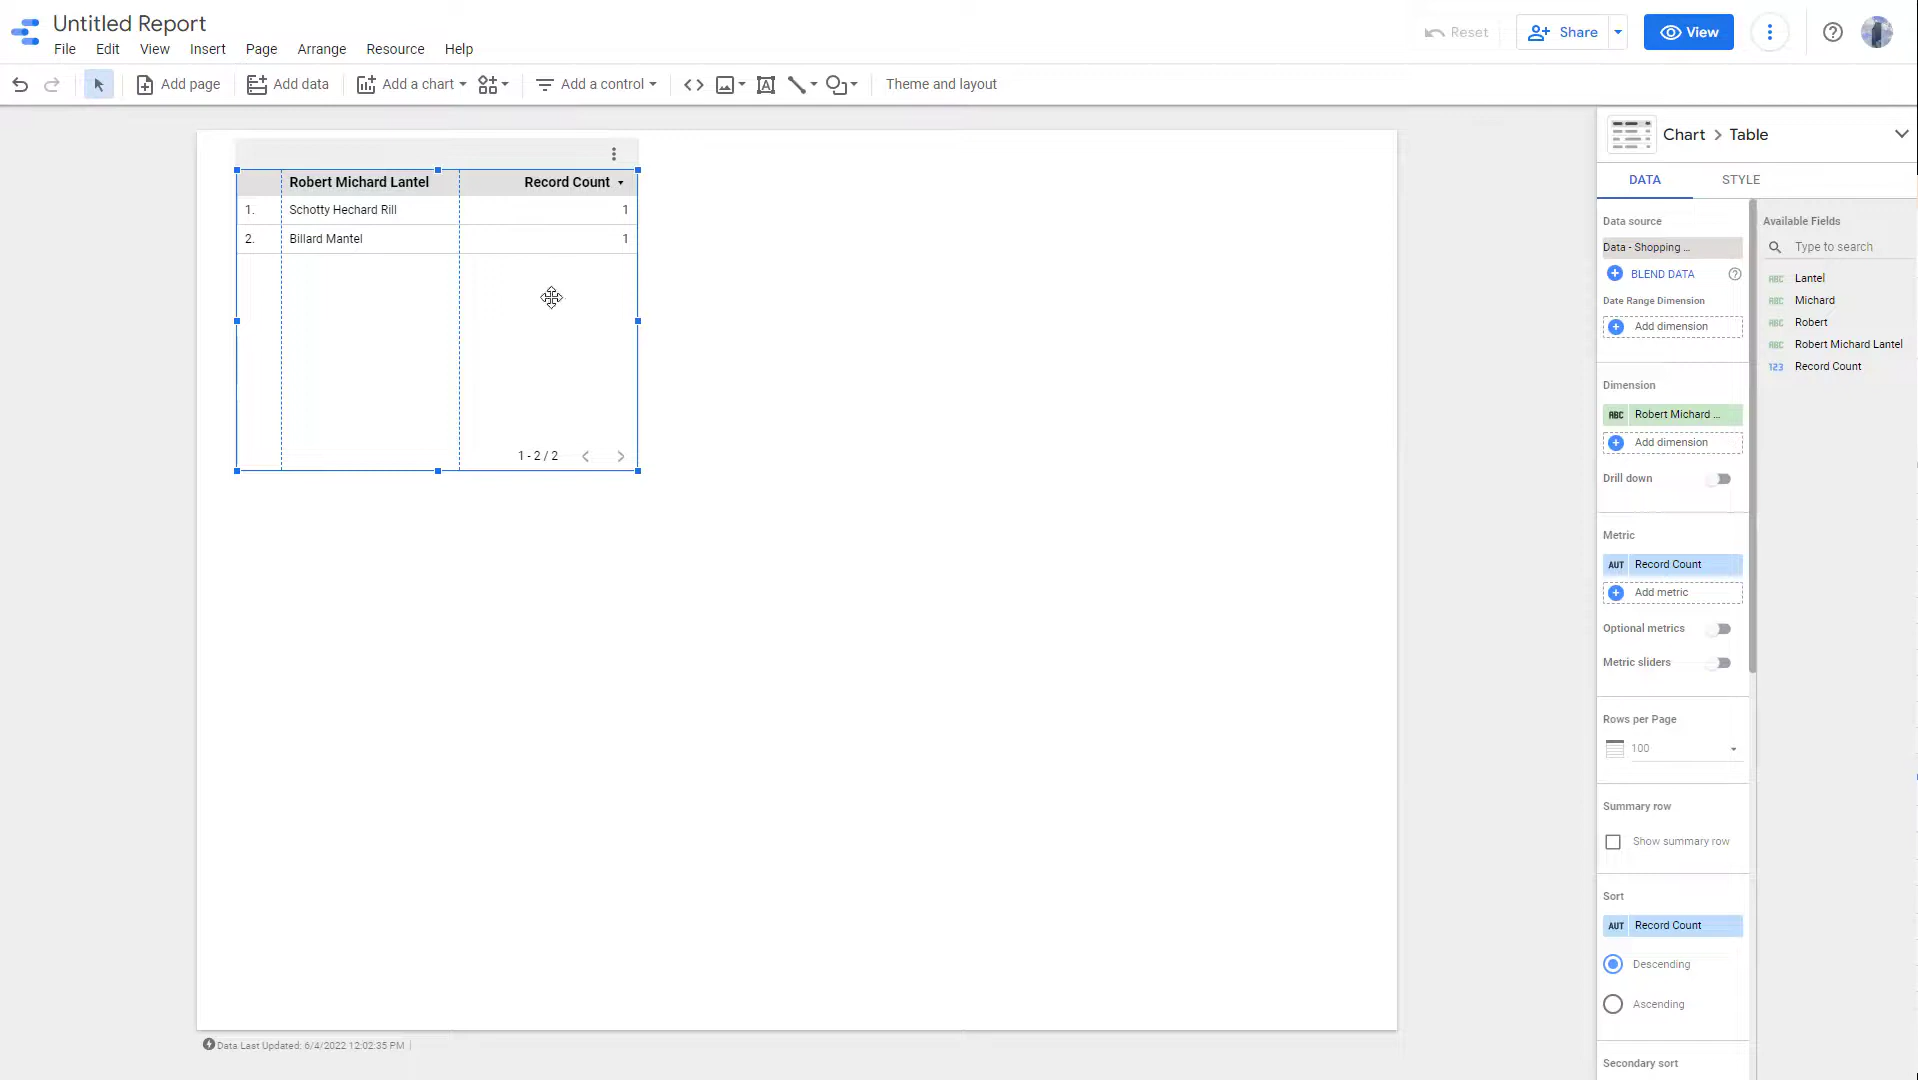 Untitled Report
File Edit View Insert Page Arrange Resource Help
Reset Share View
Add page Add data Add a chart Add a control Theme and layout
Chart > Table
DATA STYLE
Robert Michard Lantel Record Count
1. Schotty Hechard Rill 1
2. Billard Mantel 1
1 - 2 / 2
Data source
Data - Shopping ...
BLEND DATA
Date Range Dimension
Add dimension
Dimension
ABC Robert Michard ...
Add dimension
Drill down
Metric
AUT Record Count
Add metric
Optional metrics
Metric sliders
Rows per Page
100
Summary row
Show summary row
Sort
AUT Record Count
Descending
Ascending
Secondary sort
Available Fields
Type to search
ABC Lantel
ABC Michard
ABC Robert
ABC Robert Michard Lantel
123 Record Count
Data Last Updated: 6/4/2022 12:02:35 PM